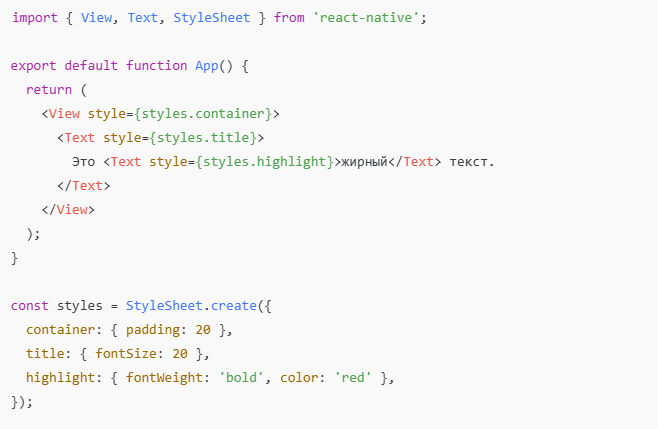 import { View, Text, StyleSheet } from 'react-native';

export default function App() {
  return (
    <View style={styles.container}>
      <Text style={styles.title}>
        Это <Text style={styles.highlight}>жирный</Text> текст.
      </Text>
    </View>
  );
}

const styles = StyleSheet.create({
  container: { padding: 20 },
  title: { fontSize: 20 },
  highlight: { fontWeight: 'bold', color: 'red' },
});